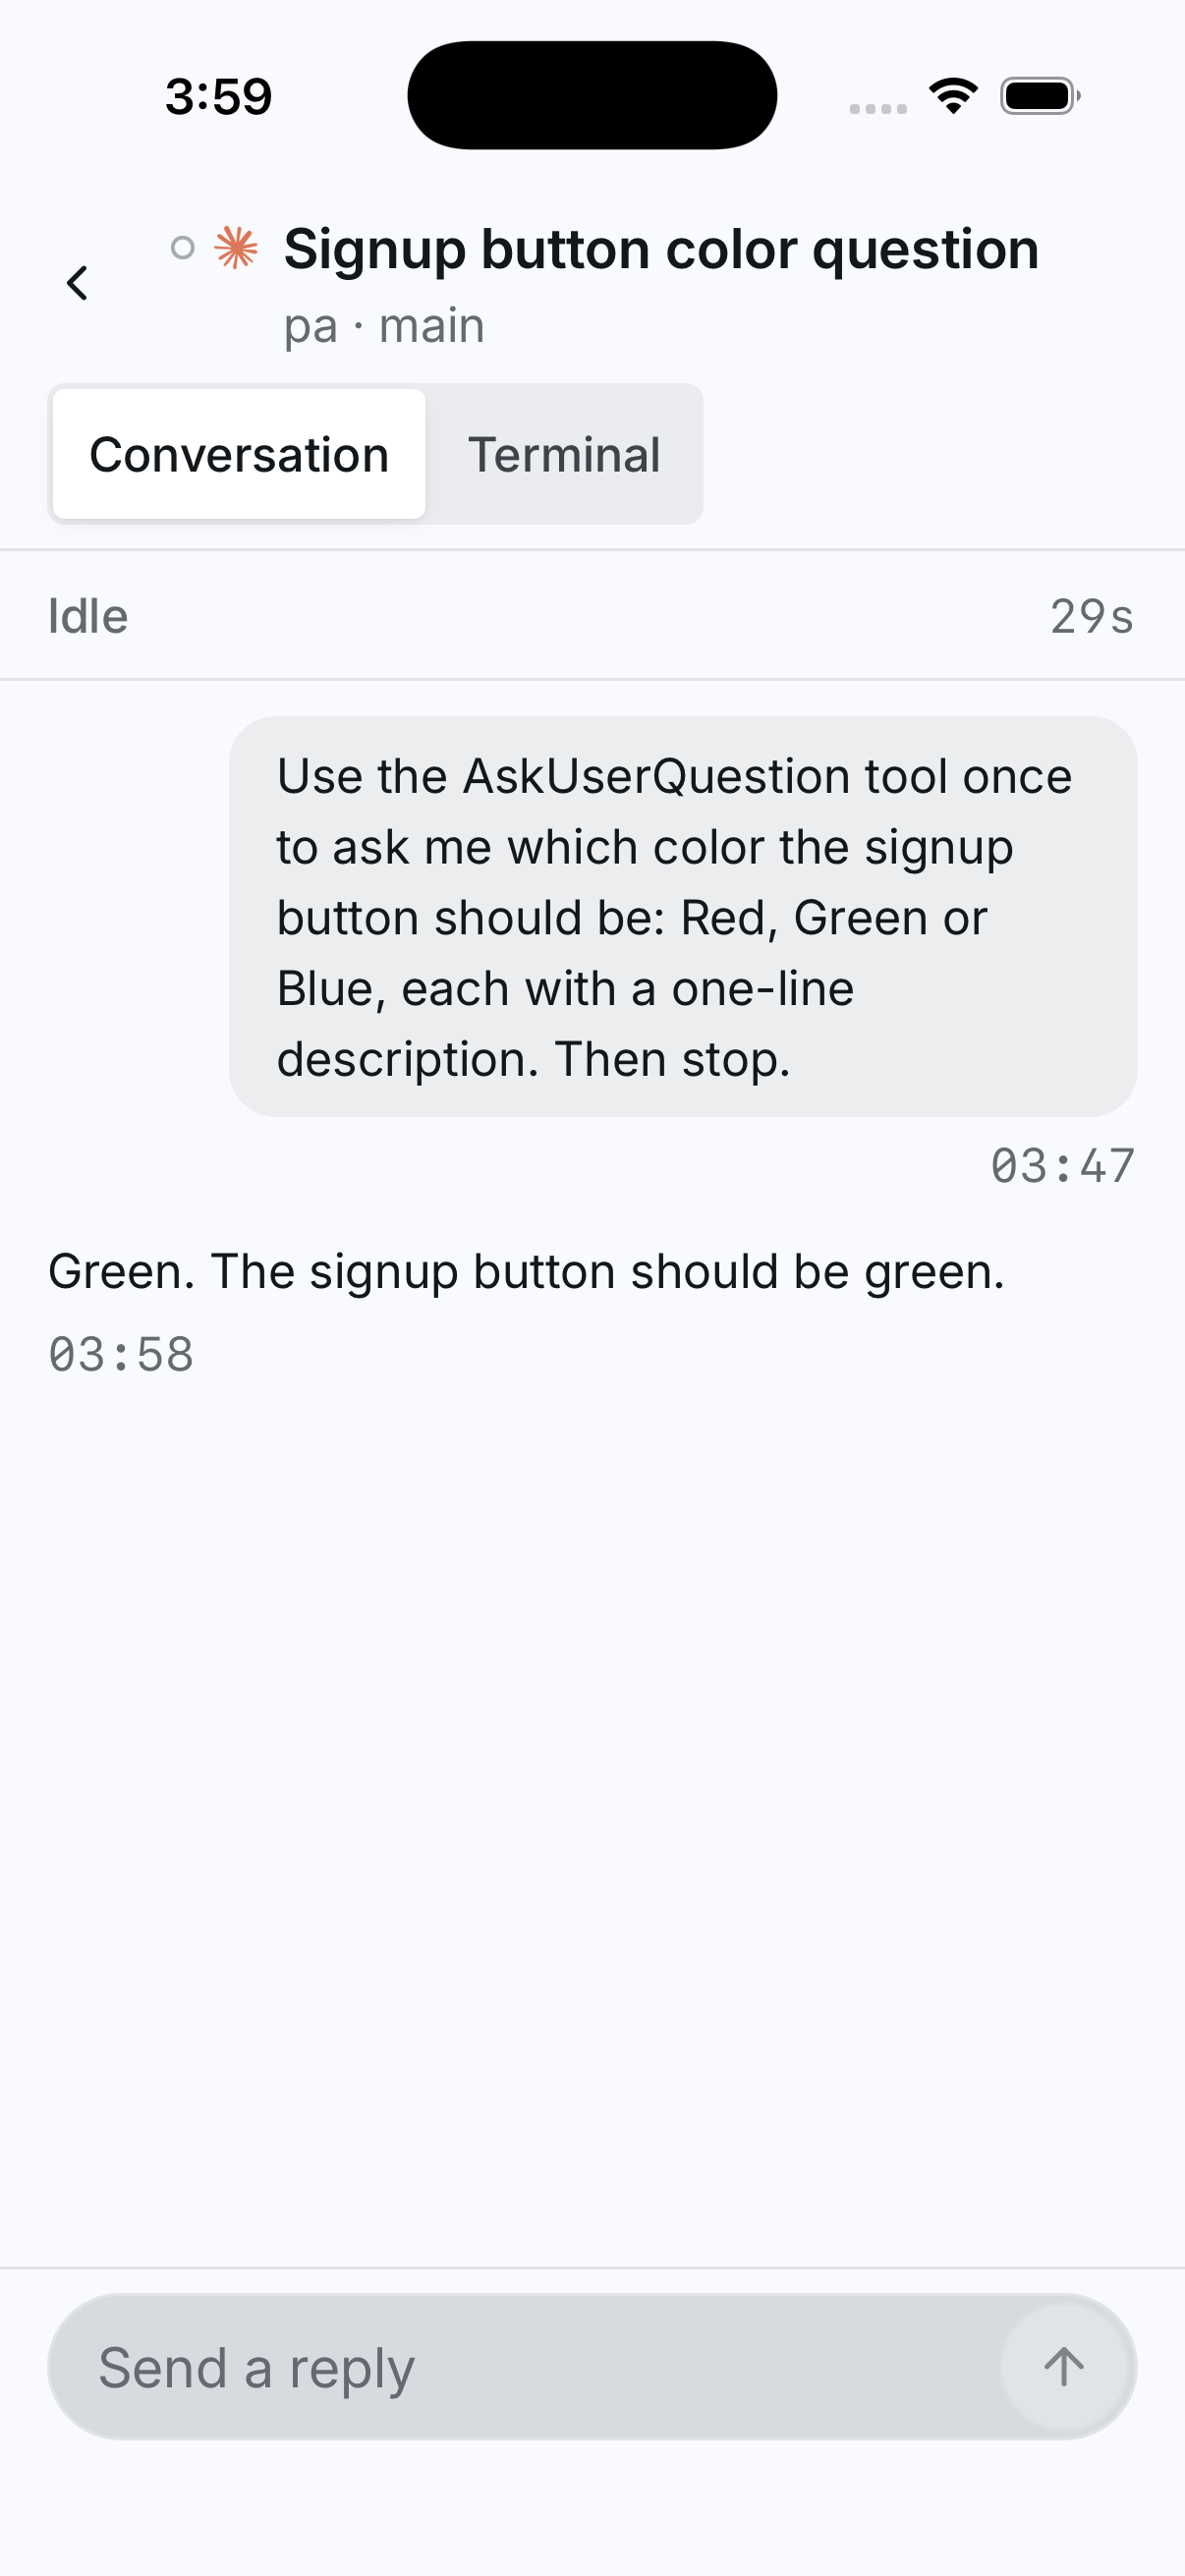 3:59
Signup button color question
pa · main
Conversation Terminal
Idle 29s
Use the AskUserQuestion tool once
to ask me which color the signup
button should be: Red, Green or
Blue, each with a one-line
description. Then stop.
03:47
Green. The signup button should be green.
03:58
Send a reply